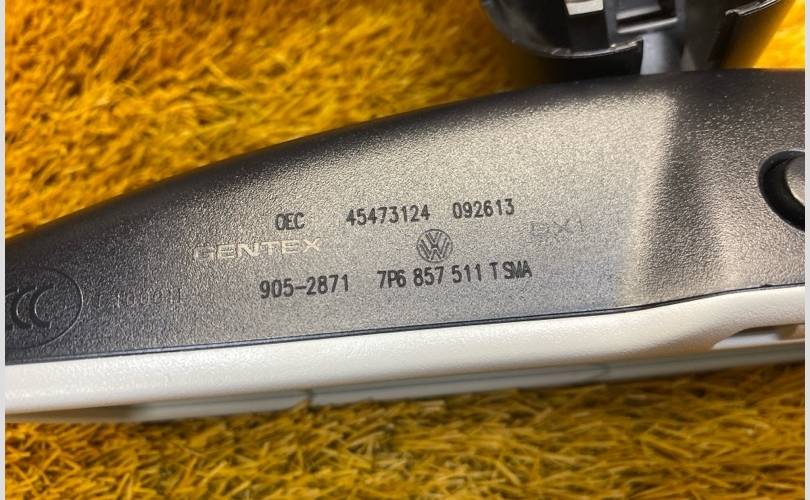 OEC 45473124 092613
GENTEX
905-2871 7P6 857 511 T SMA